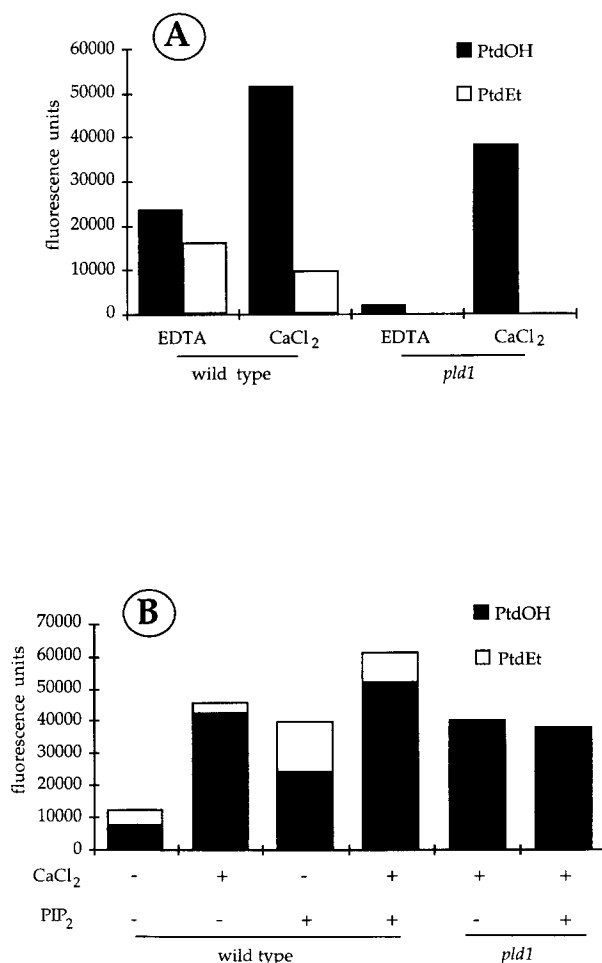 A
fluorescence units
60000
50000
40000
30000
20000
10000
0
PtdOH
PtdEt
EDTA CaCl2 EDTA CaCl2
wild type pld1
B
fluorescence units
70000
60000
50000
40000
30000
20000
10000
0
PtdOH
PtdEt
CaCl2 - + - + + +
PIP2 - - + + - +
wild type pld1